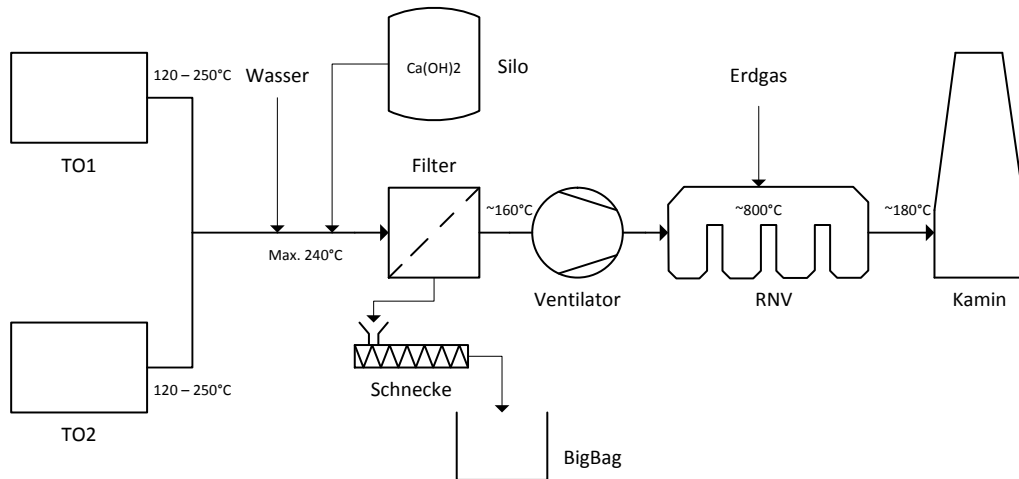 120 – 250°C
Wasser
Ca(OH)2
Silo
Erdgas
TO1
Filter
~160°C
~800°C
~180°C
Max. 240°C
Ventilator
RNV
Kamin
120 – 250°C
Schnecke
TO2
BigBag